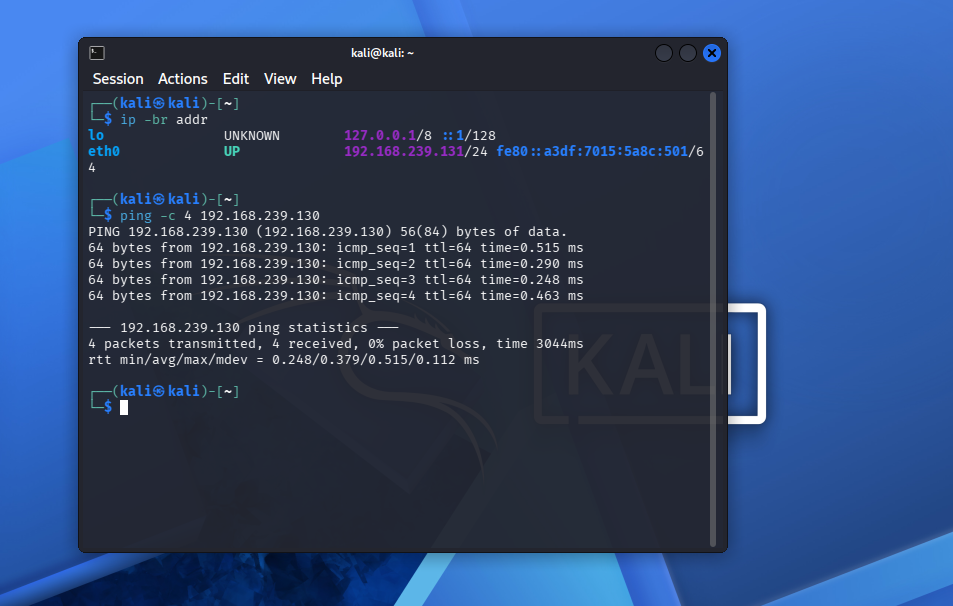 kali@kali: ~
Session Actions Edit View Help
┌──(kali㉿kali)-[~]
└─$ ip -br addr
lo UNKNOWN 127.0.0.1/8 ::1/128
eth0 UP 192.168.239.131/24 fe80::a3df:7015:5a8c:501/6
4
┌──(kali㉿kali)-[~]
└─$ ping -c 4 192.168.239.130
PING 192.168.239.130 (192.168.239.130) 56(84) bytes of data.
64 bytes from 192.168.239.130: icmp_seq=1 ttl=64 time=0.515 ms
64 bytes from 192.168.239.130: icmp_seq=2 ttl=64 time=0.290 ms
64 bytes from 192.168.239.130: icmp_seq=3 ttl=64 time=0.248 ms
64 bytes from 192.168.239.130: icmp_seq=4 ttl=64 time=0.463 ms
--- 192.168.239.130 ping statistics ---
4 packets transmitted, 4 received, 0% packet loss, time 3044ms
rtt min/avg/max/mdev = 0.248/0.379/0.515/0.112 ms
┌──(kali㉿kali)-[~]
└─$
KALI